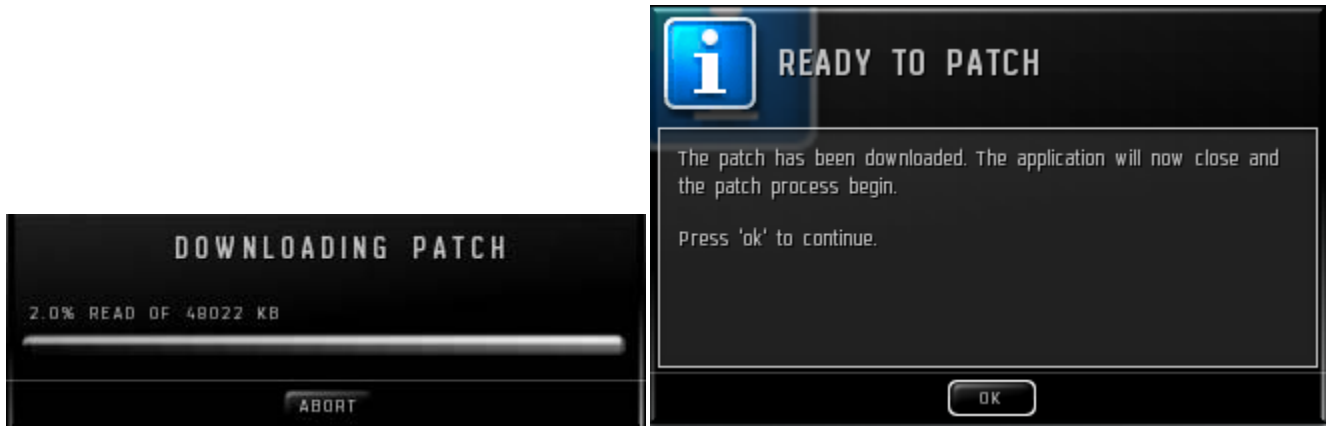 DOWNLOADING PATCH
2.0% READ OF 48022 KB
ABORT
READY TO PATCH
The patch has been downloaded. The application will now close and
the patch process begin.
Press 'ok' to continue.
OK